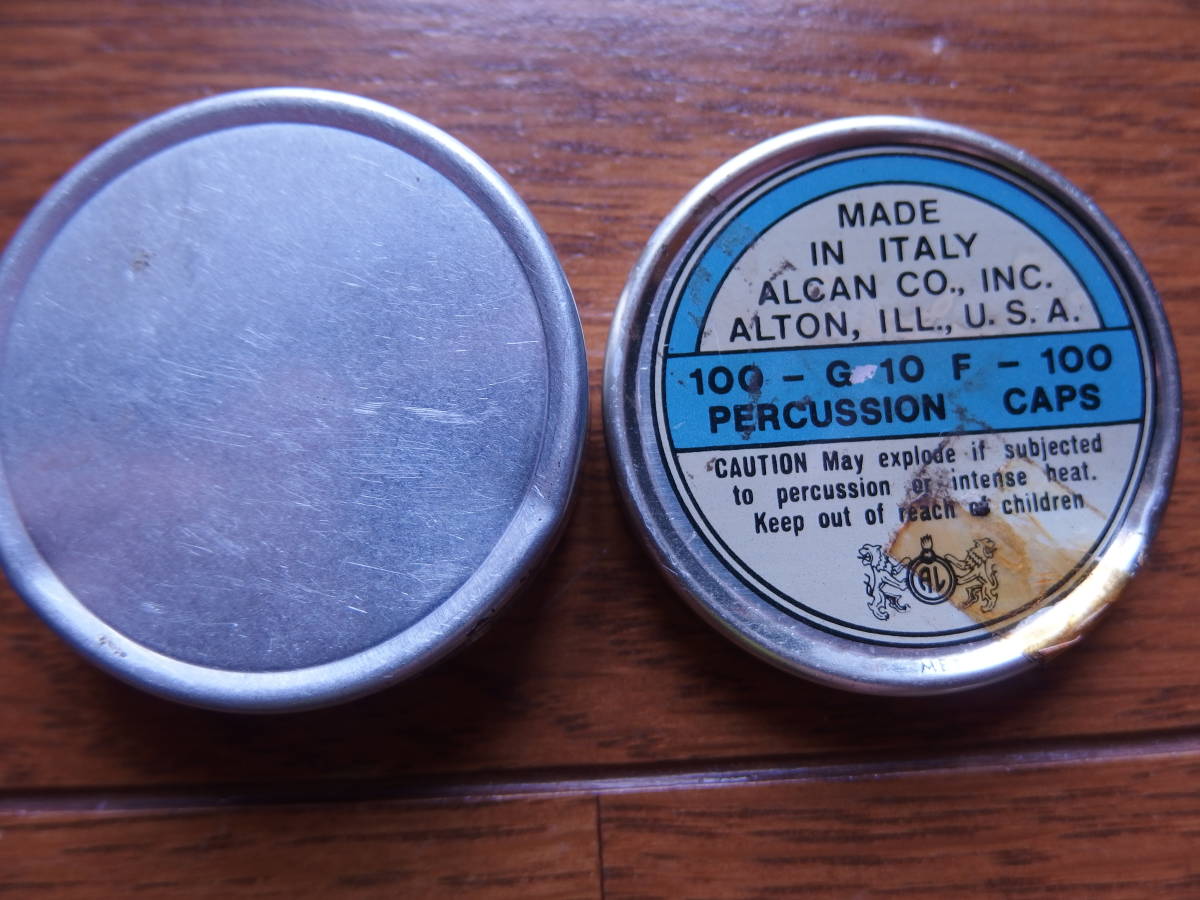 MADE
IN ITALY
ALCAN CO., INC.
ALTON, ILL., U. S. A.
100 - G 10 F - 100
PERCUSSION CAPS
CAUTION May explode if subjected
to percussion or intense heat.
Keep out of reach of children
AL